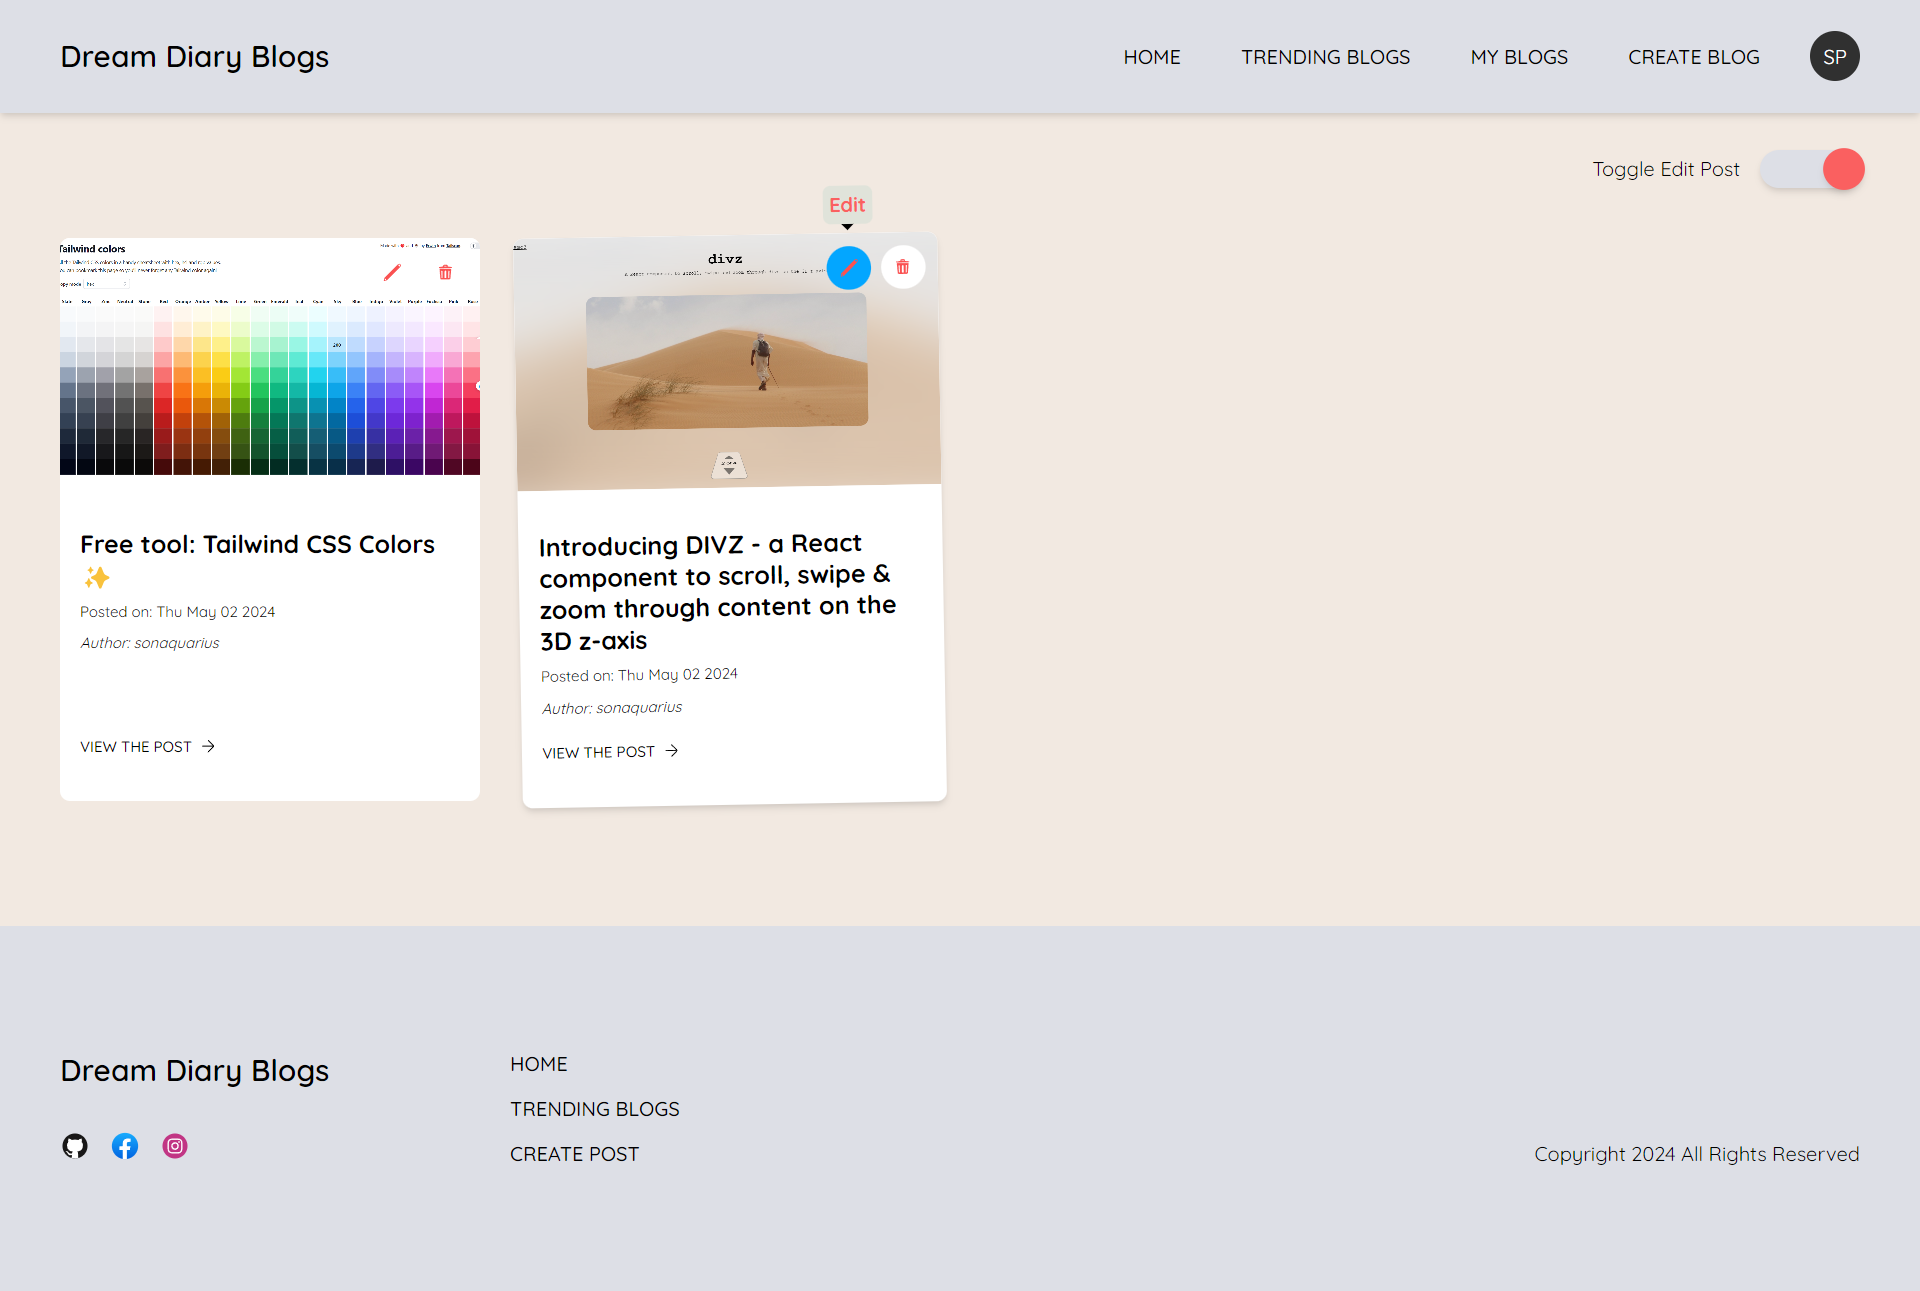 Dream Diary Blogs
HOME
TRENDING BLOGS
MY BLOGS
CREATE BLOG
SP
Toggle Edit Post
Edit
Tailwind colors
divz
Free tool: Tailwind CSS Colors
✨
Posted on: Thu May 02 2024
Author: sonaquarius
VIEW THE POST →
Introducing DIVZ - a React
component to scroll, swipe &
zoom through content on the
3D z-axis
Posted on: Thu May 02 2024
Author: sonaquarius
VIEW THE POST →
Dream Diary Blogs
HOME
TRENDING BLOGS
CREATE POST
Copyright 2024 All Rights Reserved